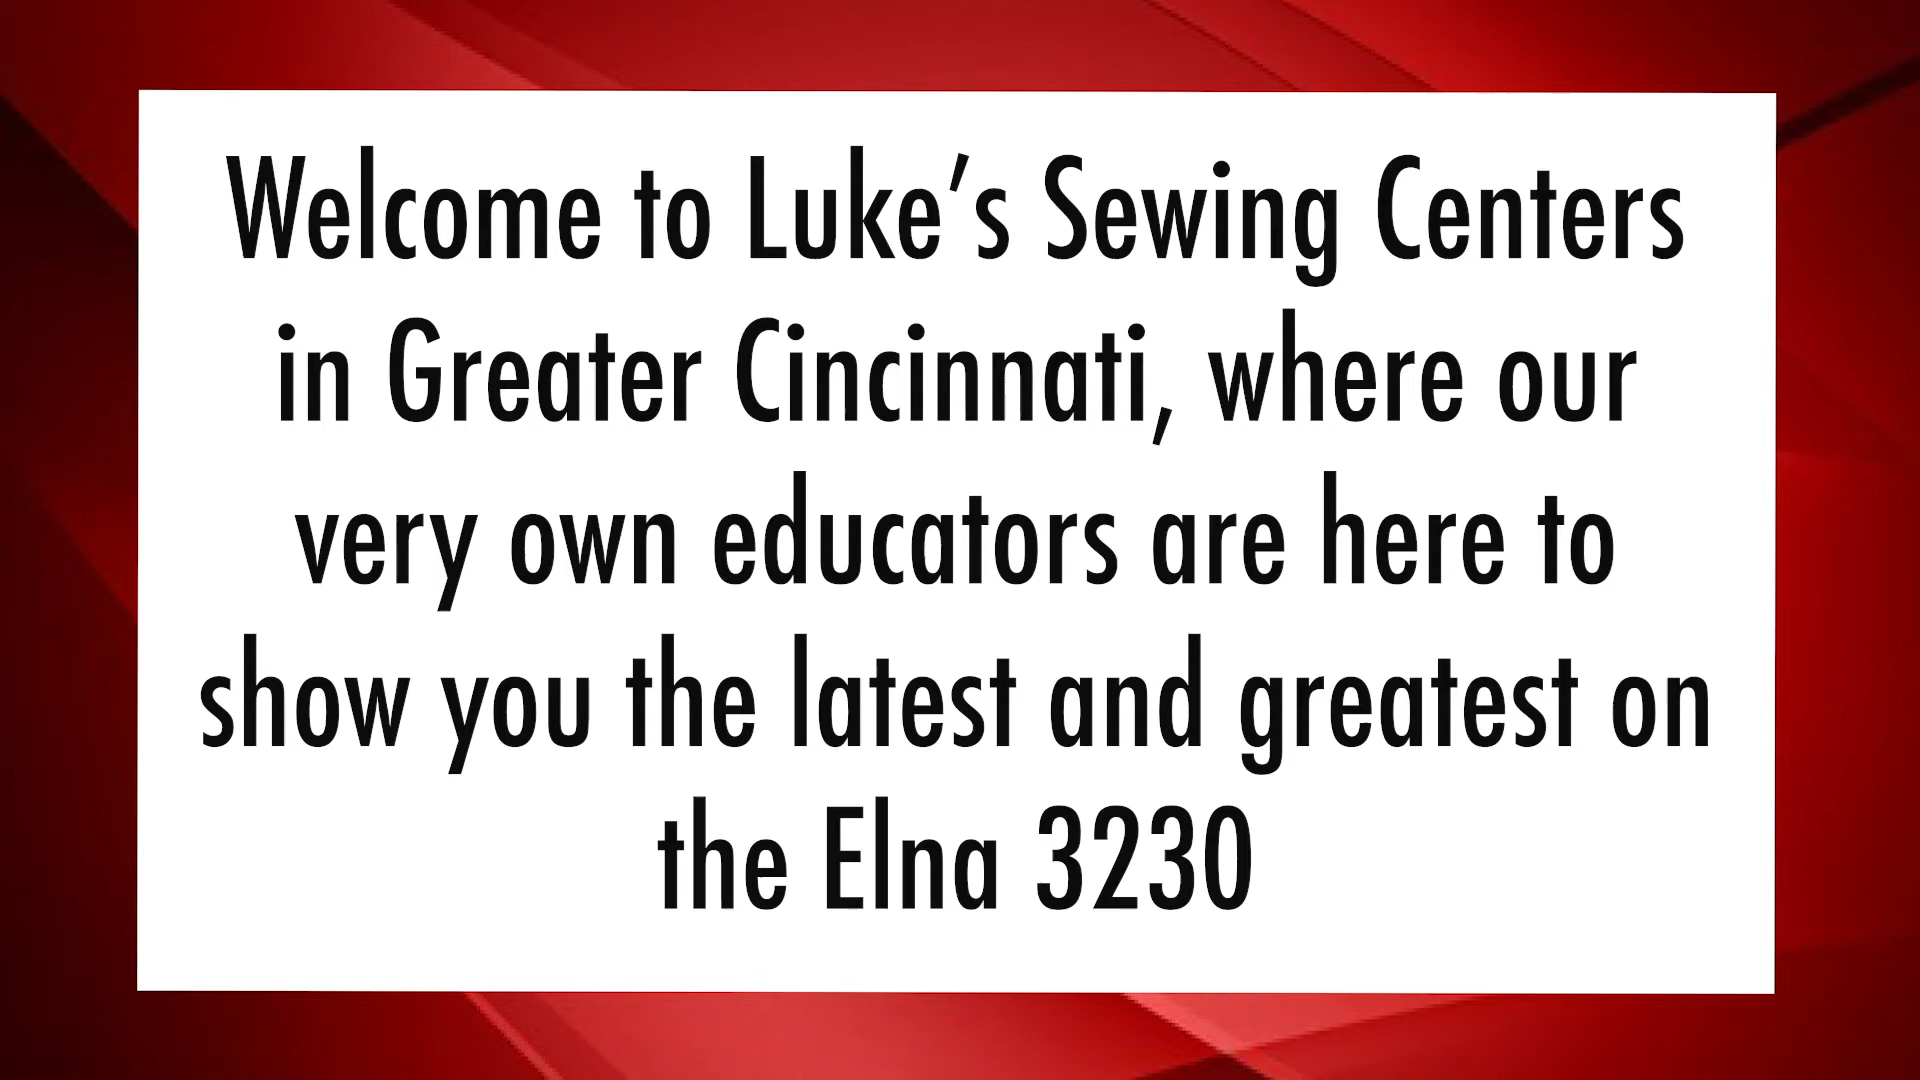 Welcome to Luke’s Sewing Centers
in Greater Cincinnati, where our
very own educators are here to
show you the latest and greatest on
the Elna 3230